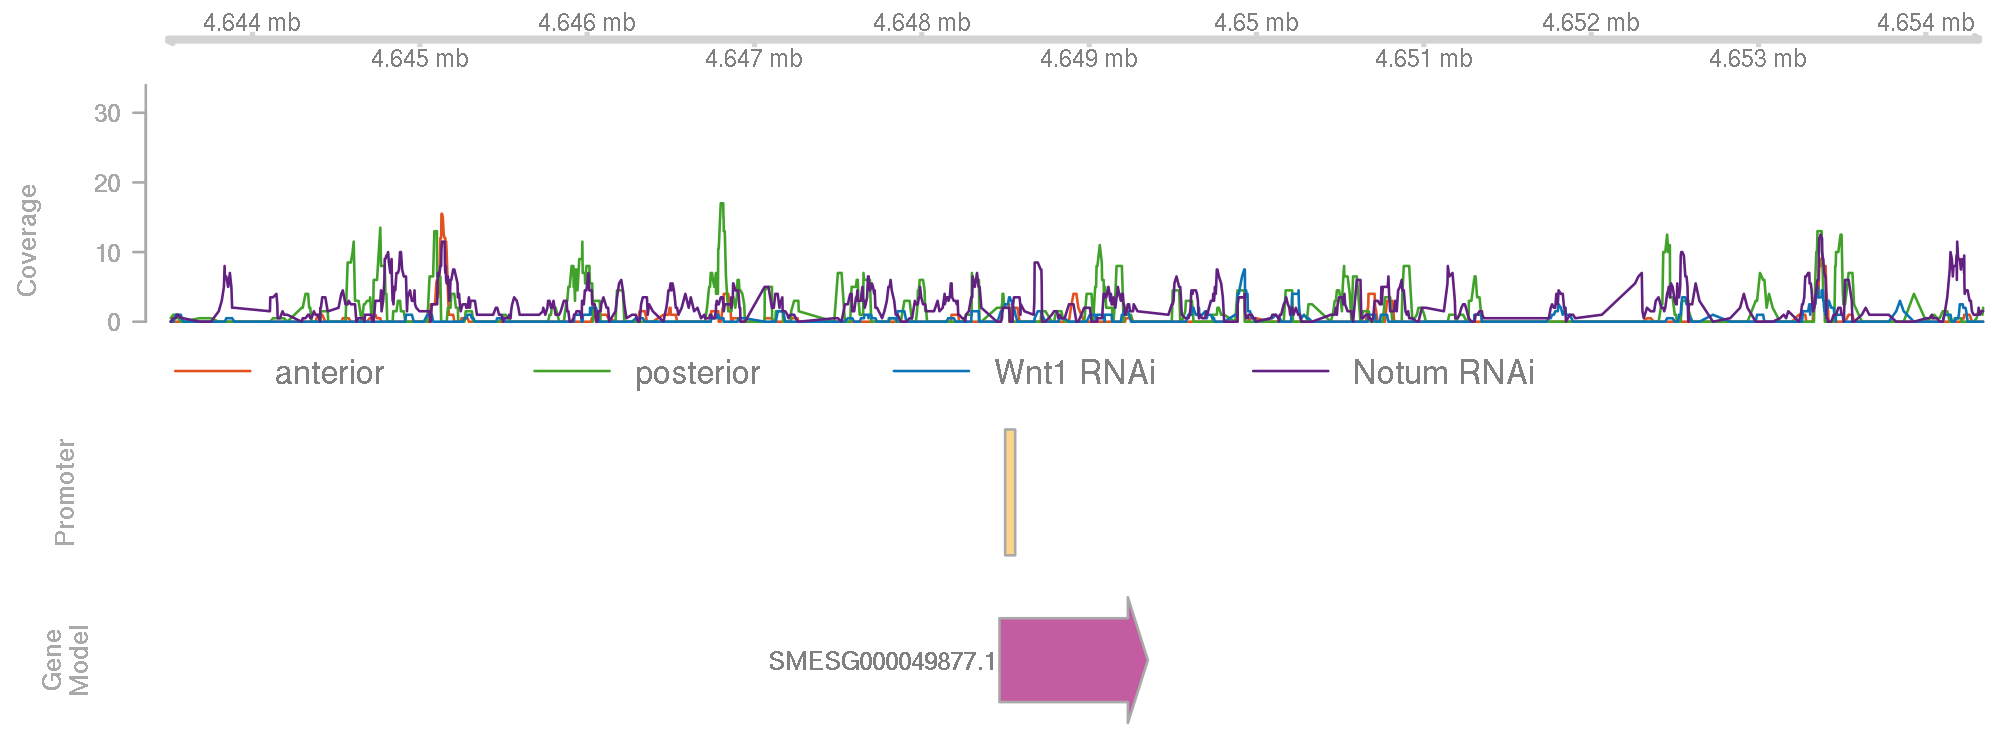 4.644 mb 4.646 mb 4.648 mb 4.65 mb 4.652 mb 4.654 mb
4.645 mb 4.647 mb 4.649 mb 4.651 mb 4.653 mb
Coverage
30
20
10
0
anterior posterior Wnt1 RNAi Notum RNAi
Promoter
Gene
Model
SMESG000049877.1